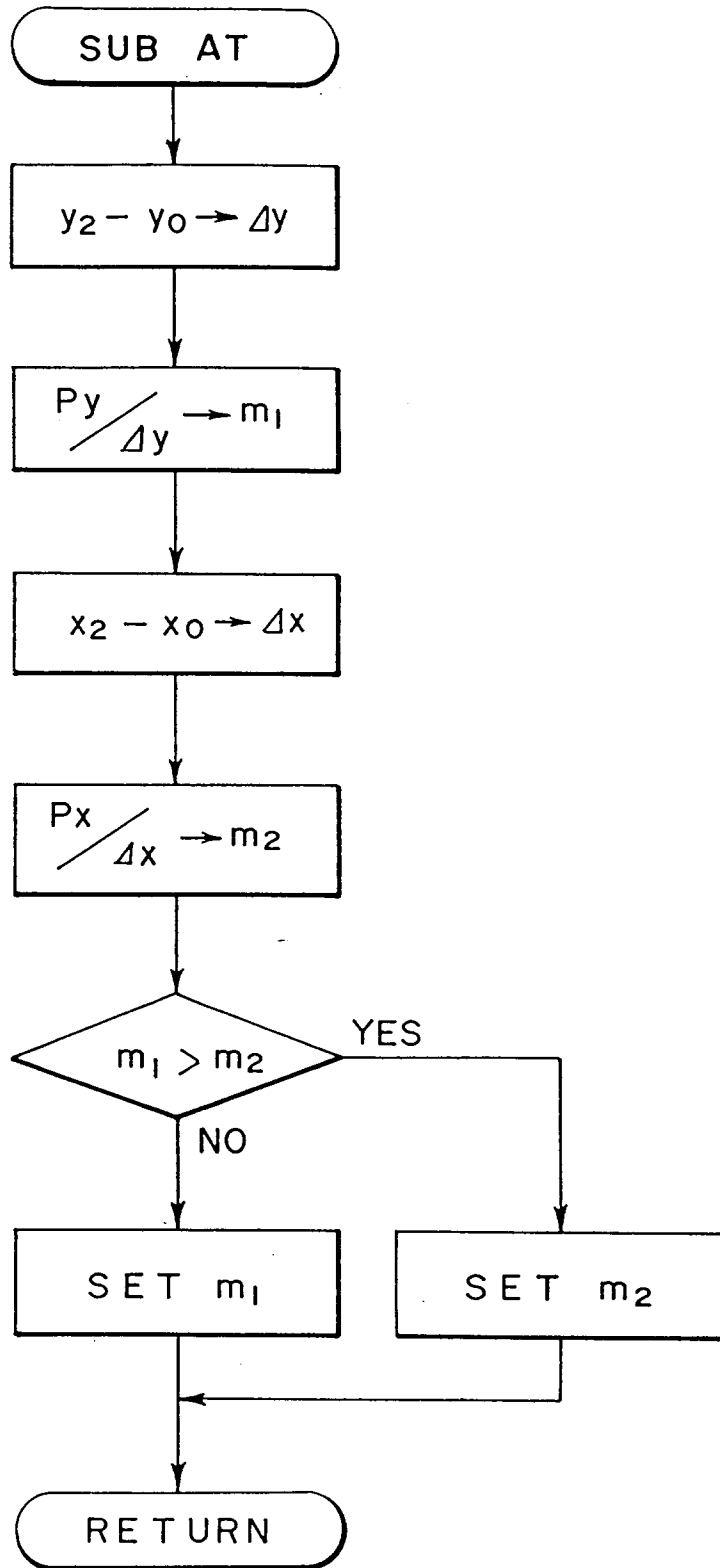 SUB AT
y₂ – y₀ → Δy
Py/Δy → m₁
x₂ – x₀ → Δx
Px/Δx → m₂
m₁ > m₂
YES
NO
SET m₁
SET m₂
RETURN